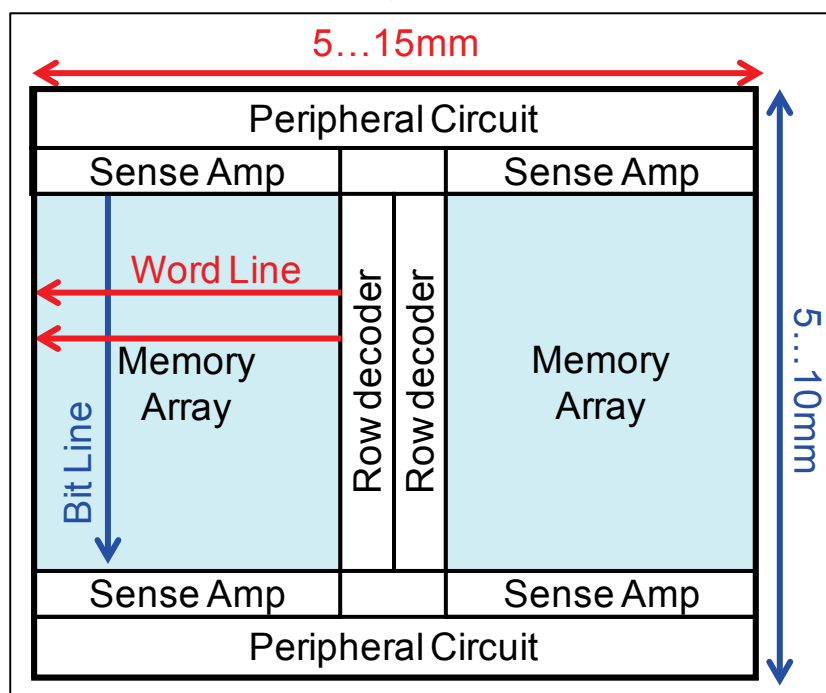 5...15mm
Peripheral Circuit
Sense Amp
Sense Amp
Word Line
Memory
Array
Bit Line
Row decoder
Row decoder
Memory
Array
5...10mm
Sense Amp
Sense Amp
Peripheral Circuit